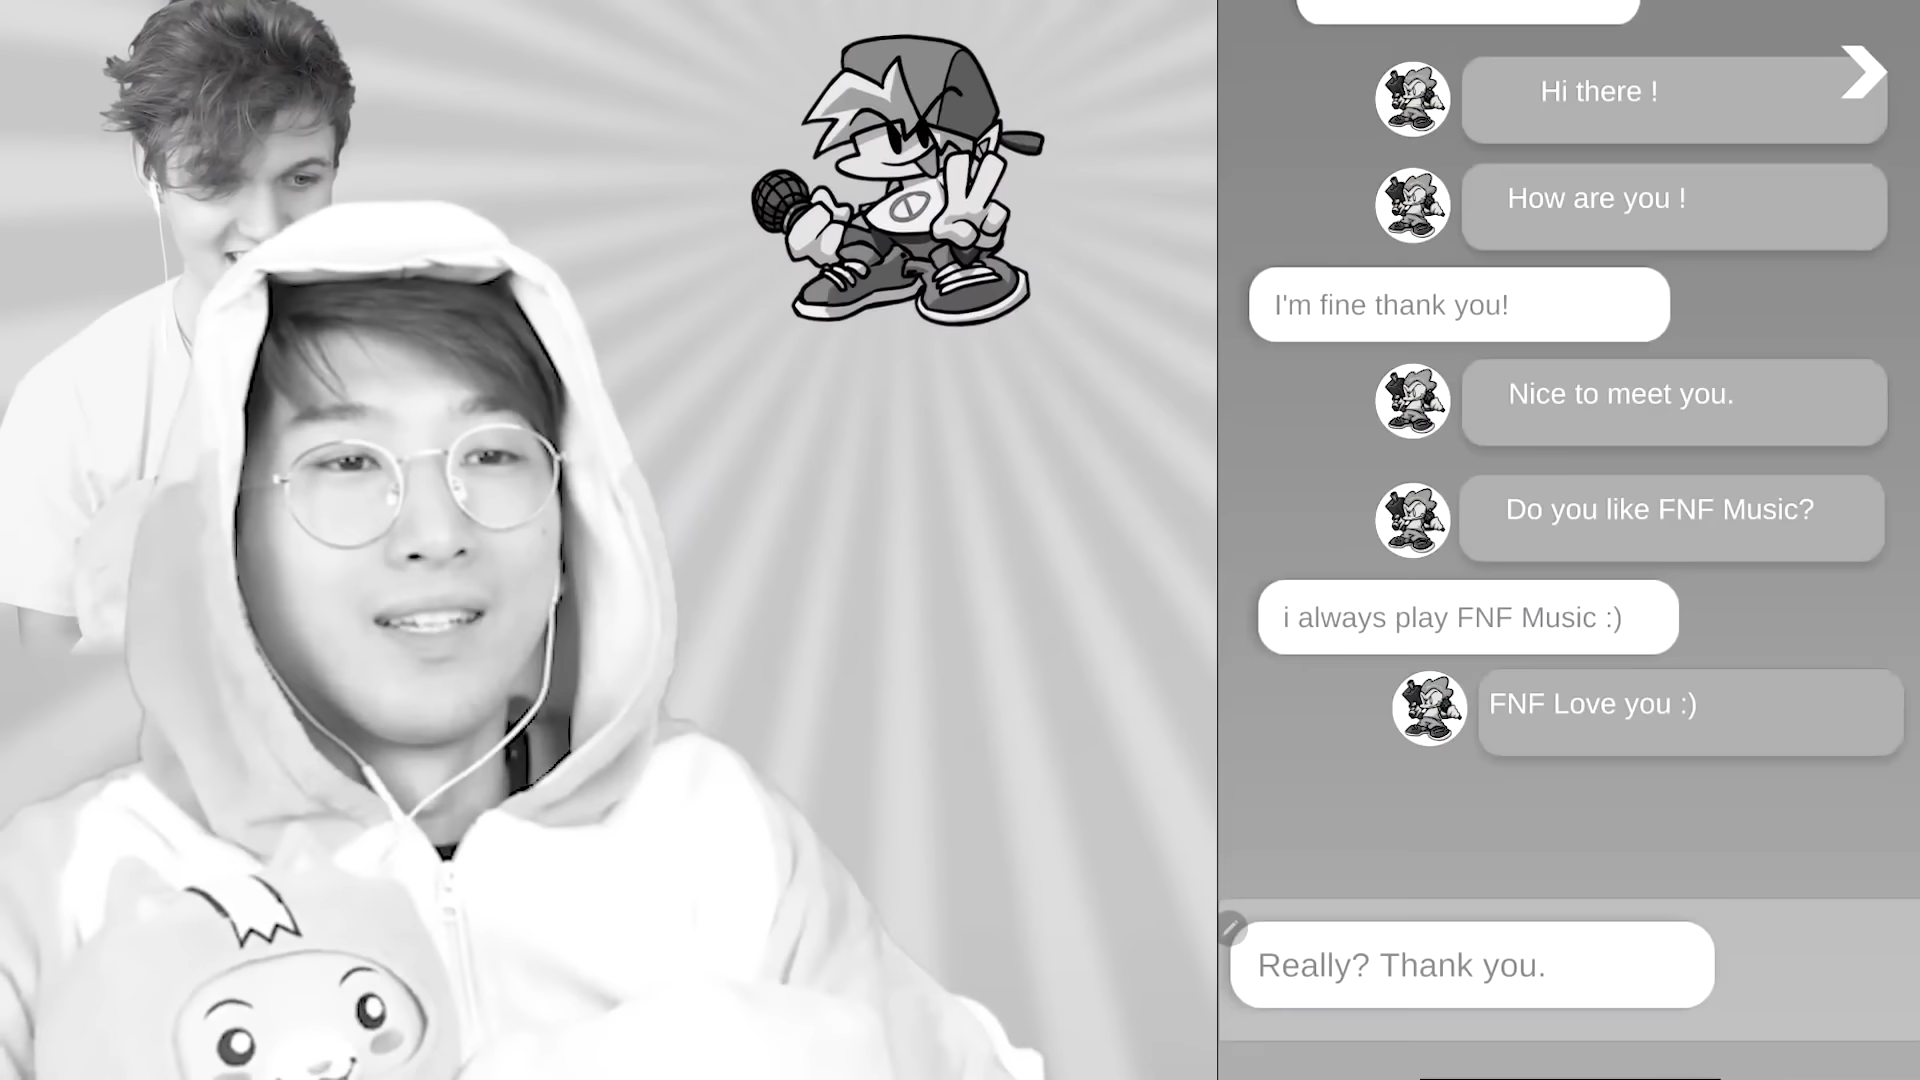 Hi there !
How are you !
I'm fine thank you!
Nice to meet you.
Do you like FNF Music?
i always play FNF Music :)
FNF Love you :)
Really? Thank you.